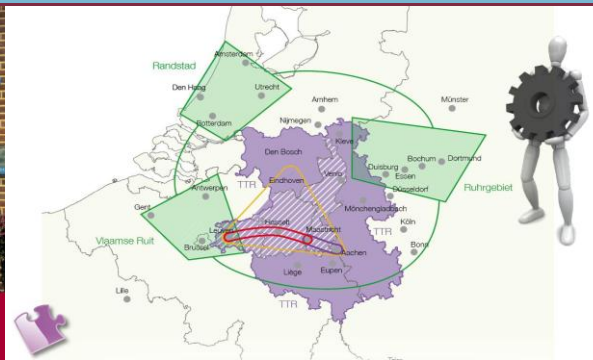 Amsterdam
Randstad
Den Haag
Utrecht
Rotterdam
Arnhem
Nijmegen
Münster
Kleve
Den Bosch
TTR
Venlo
Eindhoven
Duisburg
Bochum
Dortmund
Essen
Ruhrgebiet
Düsseldorf
Antwerpen
Gent
Mönchengladbach
Köln
TTR
Hasselt
Maastricht
Leuven
Vlaamse Ruit
Brussel
Aachen
Bonn
Liège
Eupen
Lille
TTR